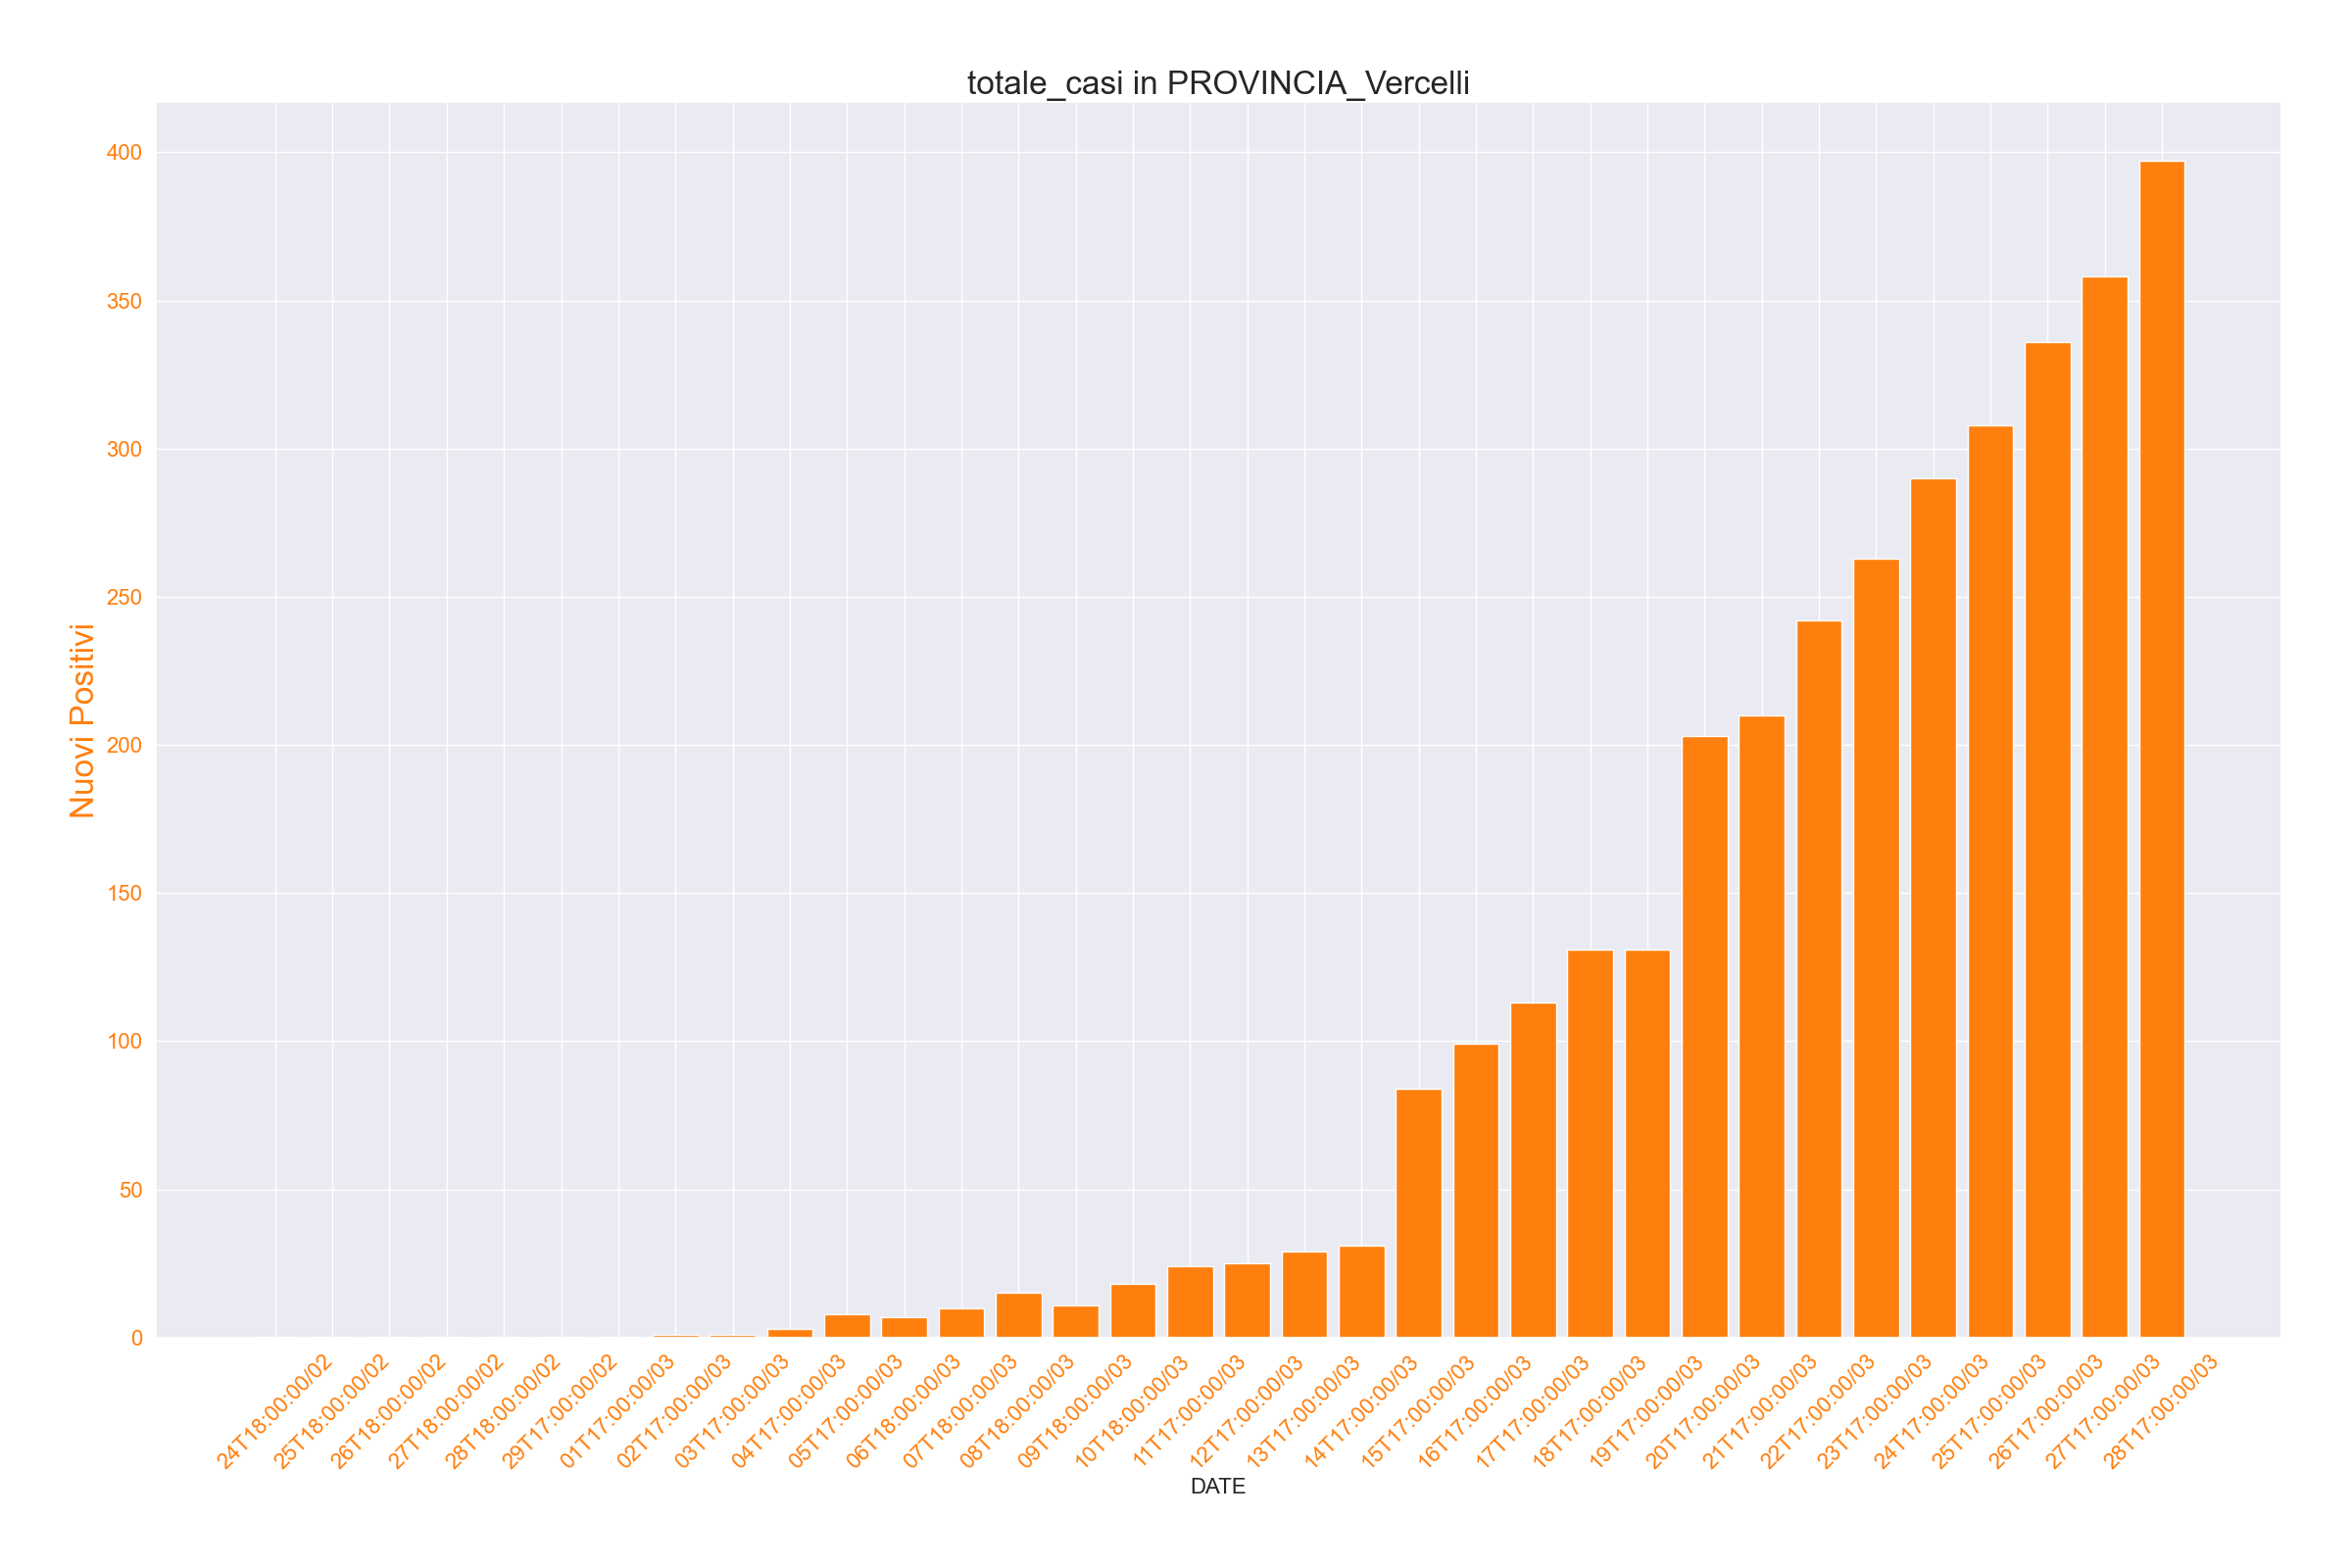 totale_casi in PROVINCIA_Vercelli
400
350
300
250
200
150
100
50
0
Nuovi Positivi
24T18:00:00/02
25T18:00:00/02
26T18:00:00/02
27T18:00:00/02
28T18:00:00/02
29T17:00:00/02
01T17:00:00/03
02T17:00:00/03
03T17:00:00/03
04T17:00:00/03
05T17:00:00/03
06T18:00:00/03
07T18:00:00/03
08T18:00:00/03
09T18:00:00/03
10T18:00:00/03
11T17:00:00/03
12T17:00:00/03
13T17:00:00/03
14T17:00:00/03
15T17:00:00/03
16T17:00:00/03
17T17:00:00/03
18T17:00:00/03
19T17:00:00/03
20T17:00:00/03
21T17:00:00/03
22T17:00:00/03
23T17:00:00/03
24T17:00:00/03
25T17:00:00/03
26T17:00:00/03
27T17:00:00/03
28T17:00:00/03
DATE